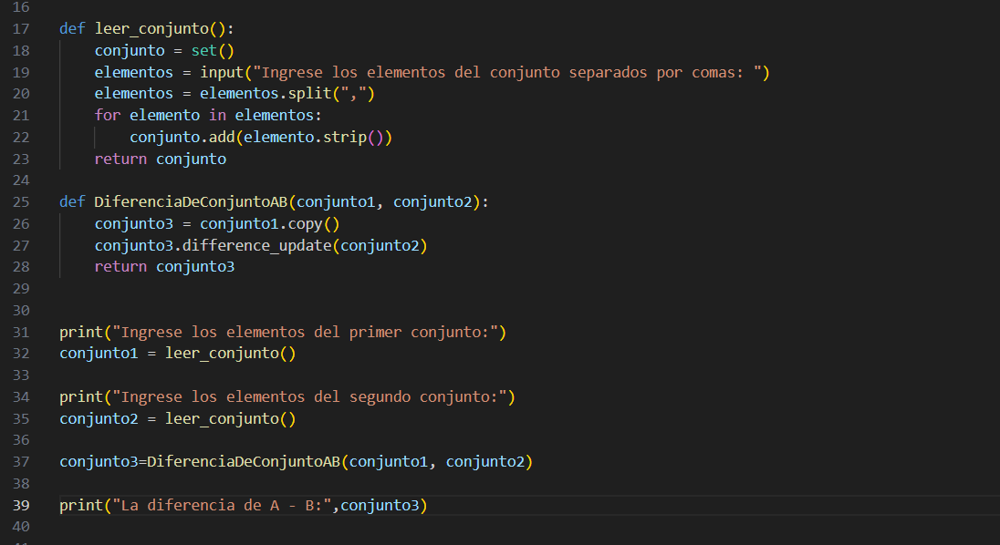 16
17 def leer_conjunto():
18     conjunto = set()
19     elementos = input("Ingrese los elementos del conjunto separados por comas: ")
20     elementos = elementos.split(",")
21     for elemento in elementos:
22         conjunto.add(elemento.strip())
23     return conjunto
24
25 def DiferenciaDeConjuntoAB(conjunto1, conjunto2):
26     conjunto3 = conjunto1.copy()
27     conjunto3.difference_update(conjunto2)
28     return conjunto3
29
30
31 print("Ingrese los elementos del primer conjunto:")
32 conjunto1 = leer_conjunto()
33
34 print("Ingrese los elementos del segundo conjunto:")
35 conjunto2 = leer_conjunto()
36
37 conjunto3=DiferenciaDeConjuntoAB(conjunto1, conjunto2)
38
39 print("La diferencia de A - B:",conjunto3)
40